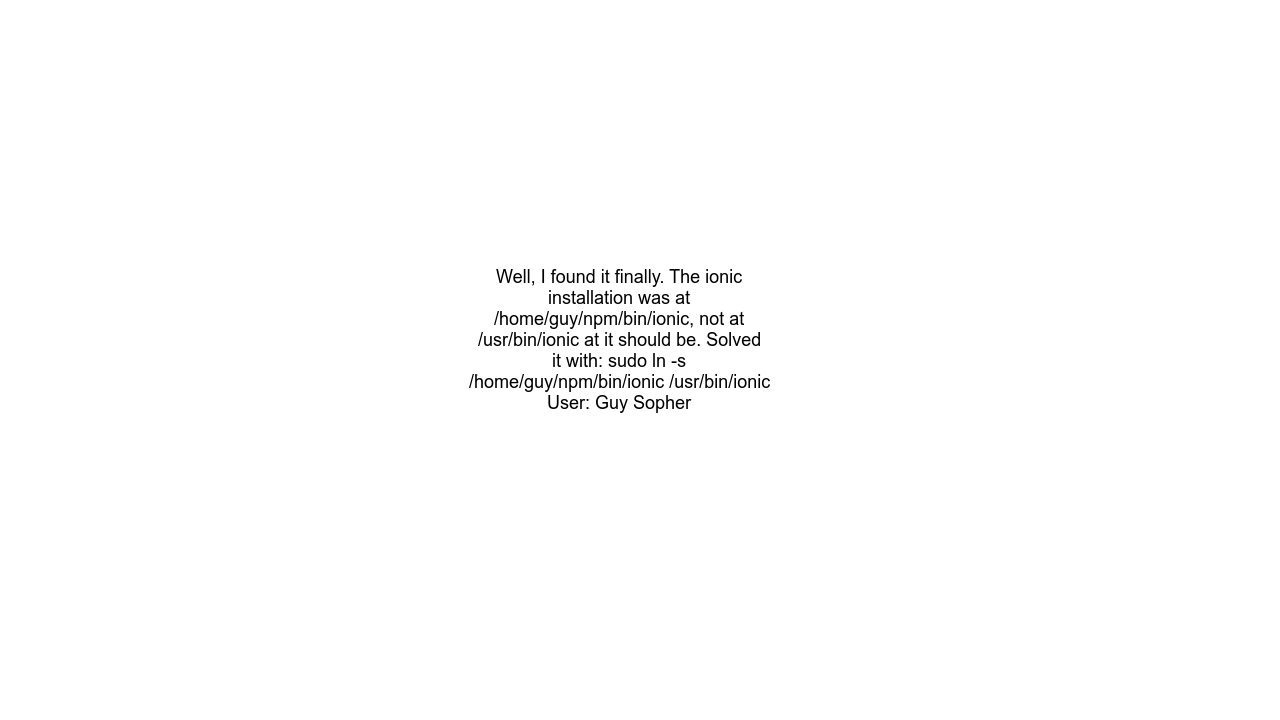 Well, I found it finally. The ionic
installation was at
/home/guy/npm/bin/ionic, not at
/usr/bin/ionic at it should be. Solved
it with: sudo ln -s
/home/guy/npm/bin/ionic /usr/bin/ionic
User: Guy Sopher